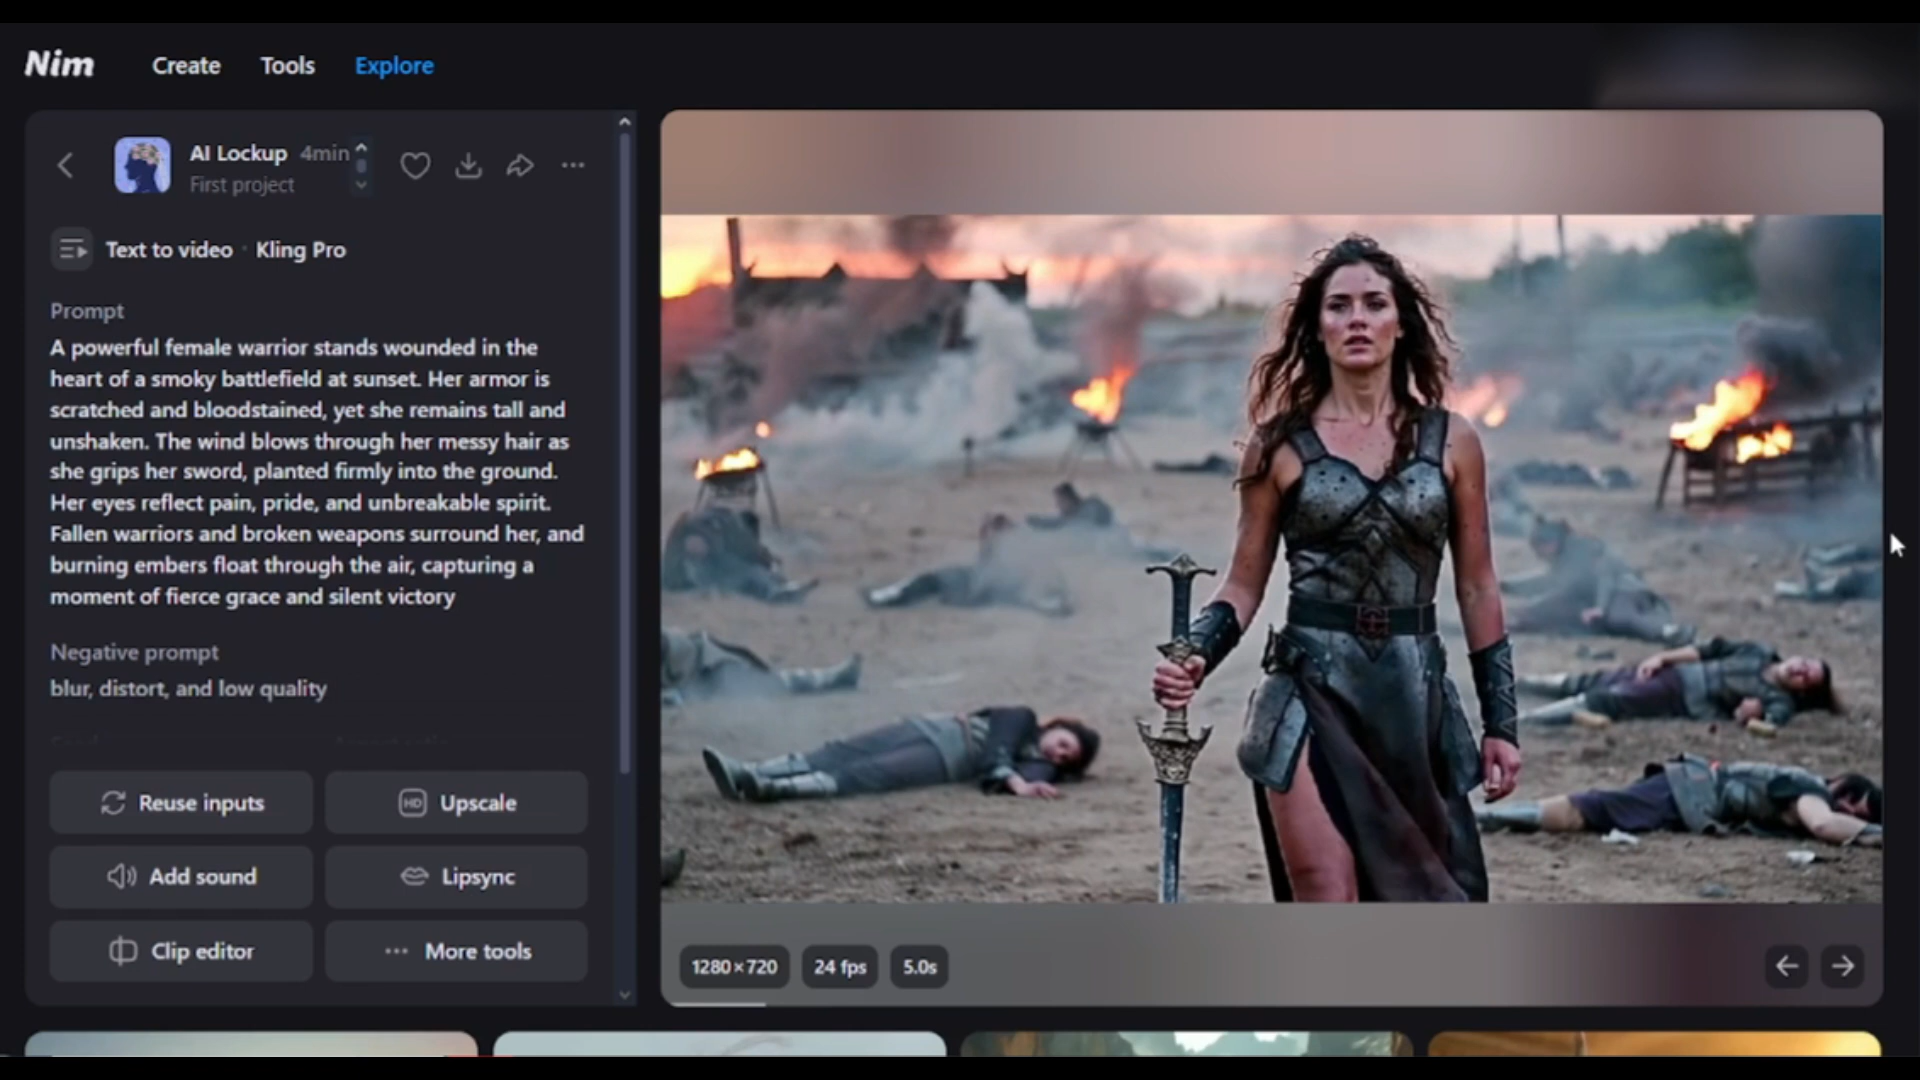 Nim
Create Tools Explore
AI Lockup 4min
First project
Text to video · Kling Pro
Prompt
A powerful female warrior stands wounded in the
heart of a smoky battlefield at sunset. Her armor is
scratched and bloodstained, yet she remains tall and
unshaken. The wind blows through her messy hair as
she grips her sword, planted firmly into the ground.
Her eyes reflect pain, pride, and unbreakable spirit.
Fallen warriors and broken weapons surround her, and
burning embers float through the air, capturing a
moment of fierce grace and silent victory
Negative prompt
blur, distort, and low quality
Reuse inputs
HD Upscale
Add sound
Lipsync
Clip editor
More tools
1280×720 24 fps 5.0s